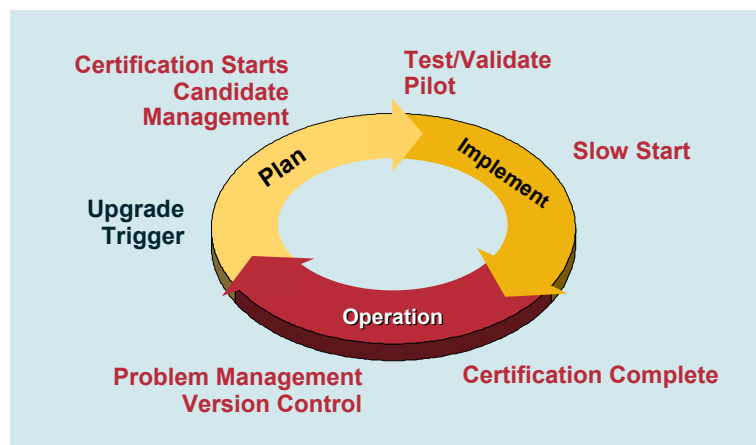 Certification Starts
Candidate
Management
Test/Validate
Pilot
Plan
Implement
Slow Start
Upgrade
Trigger
Operation
Problem Management
Version Control
Certification Complete